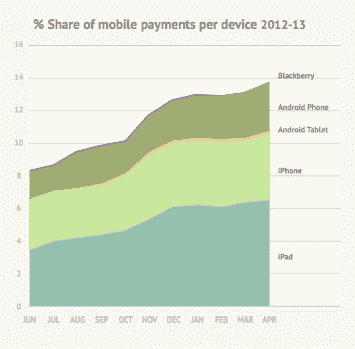 % Share of mobile payments per device 2012-13
16
14
12
10
8
6
4
2
0
Blackberry
Android Phone
Android Tablet
iPhone
iPad
JUN JUL AUG SEP OCT NOV DEC JAN FEB MAR APR